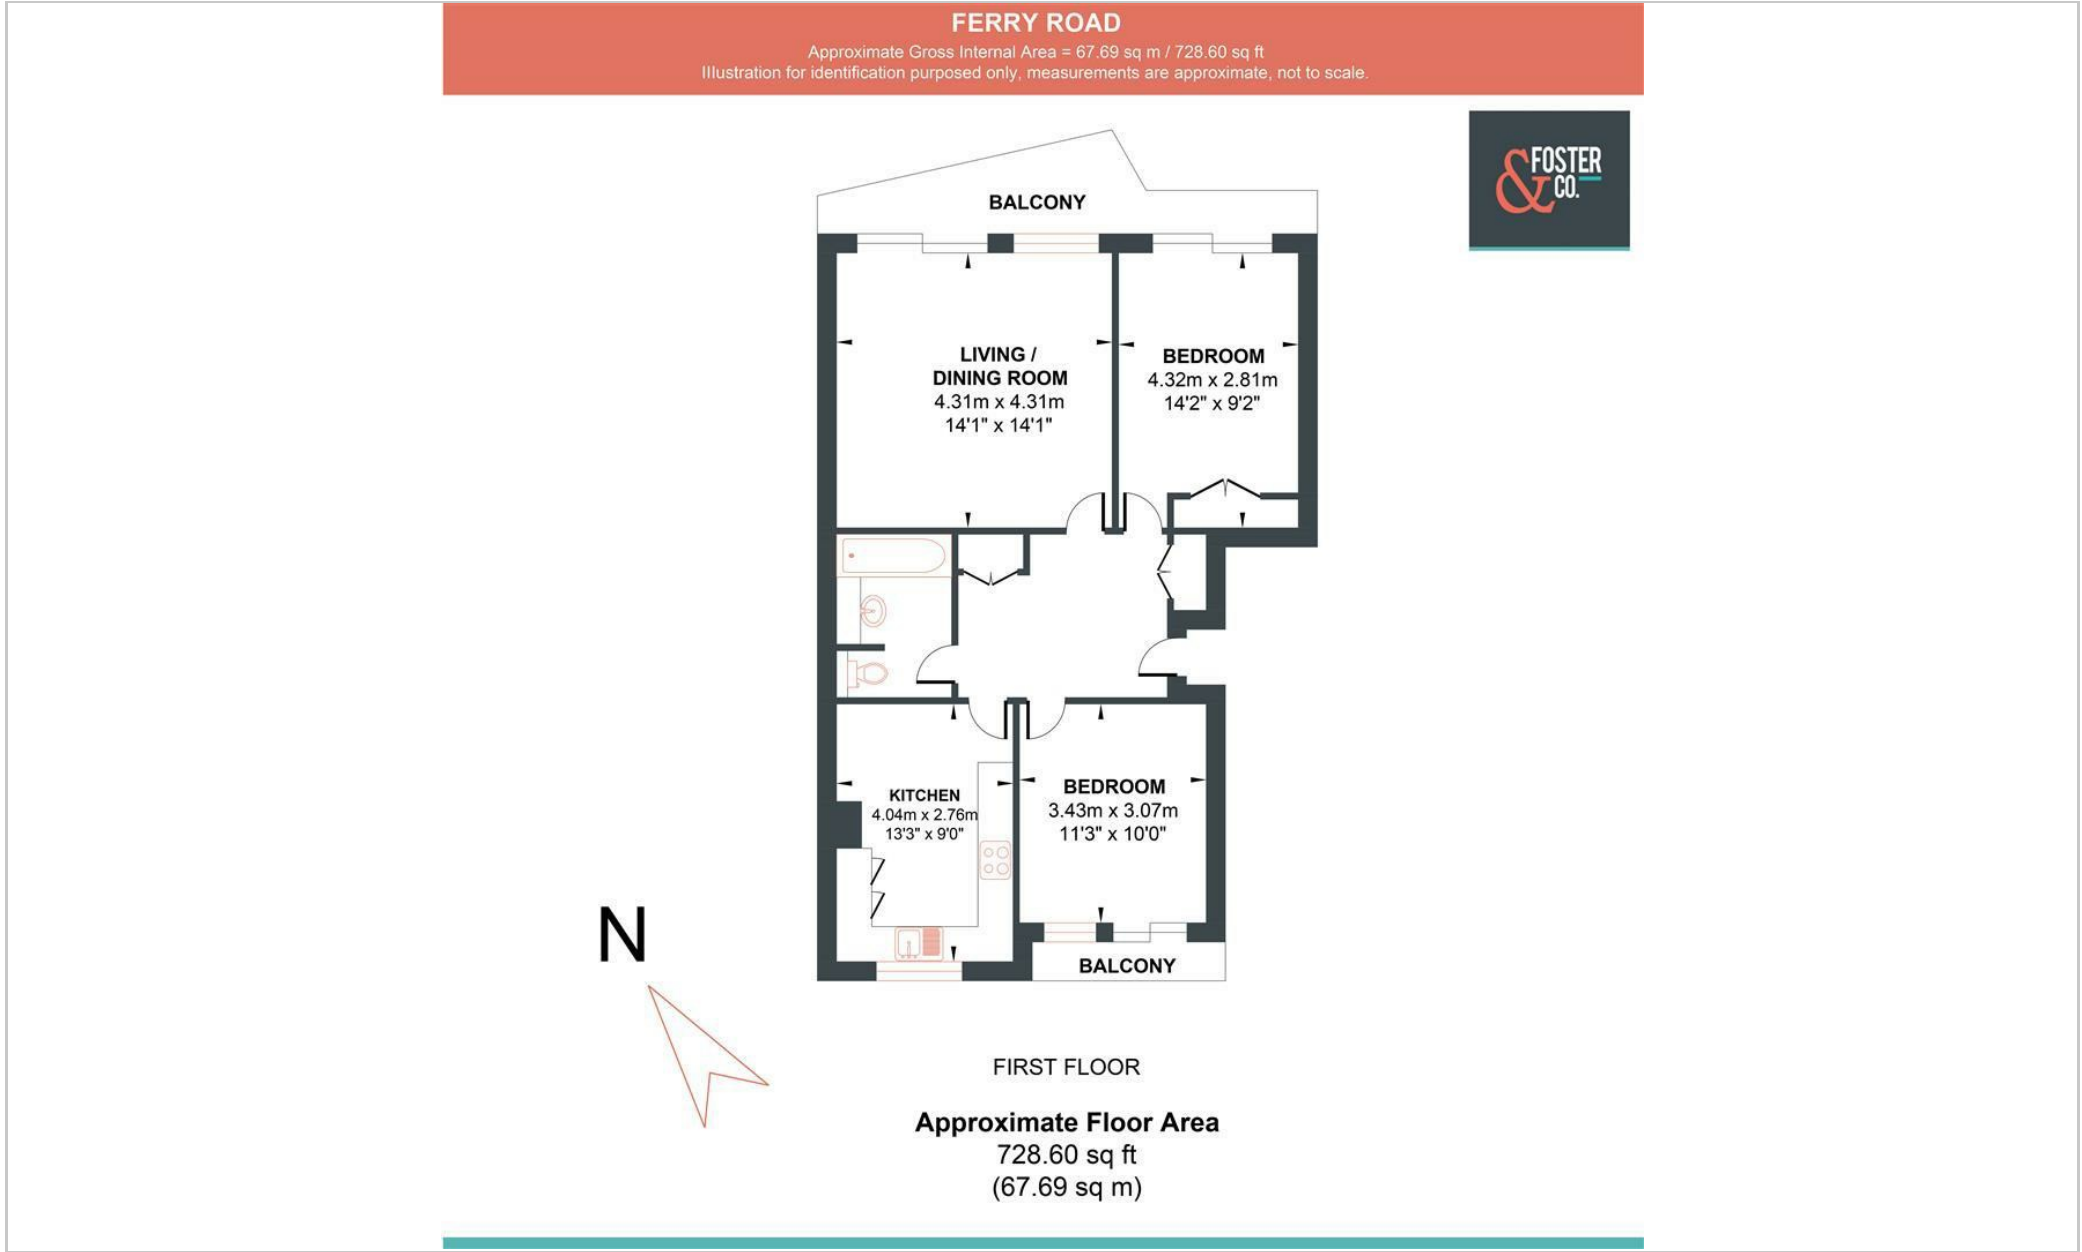 FERRY ROAD
Approximate Gross Internal Area = 67.69 sq m / 728.60 sq ft
Illustration for identification purposed only, measurements are approximate, not to scale.
& FOSTER
CO.
BALCONY
LIVING /
DINING ROOM
4.31m x 4.31m
14'1" x 14'1"
BEDROOM
4.32m x 2.81m
14'2" x 9'2"
KITCHEN
4.04m x 2.76m
13'3" x 9'0"
BEDROOM
3.43m x 3.07m
11'3" x 10'0"
BALCONY
N
FIRST FLOOR
Approximate Floor Area
728.60 sq ft
(67.69 sq m)